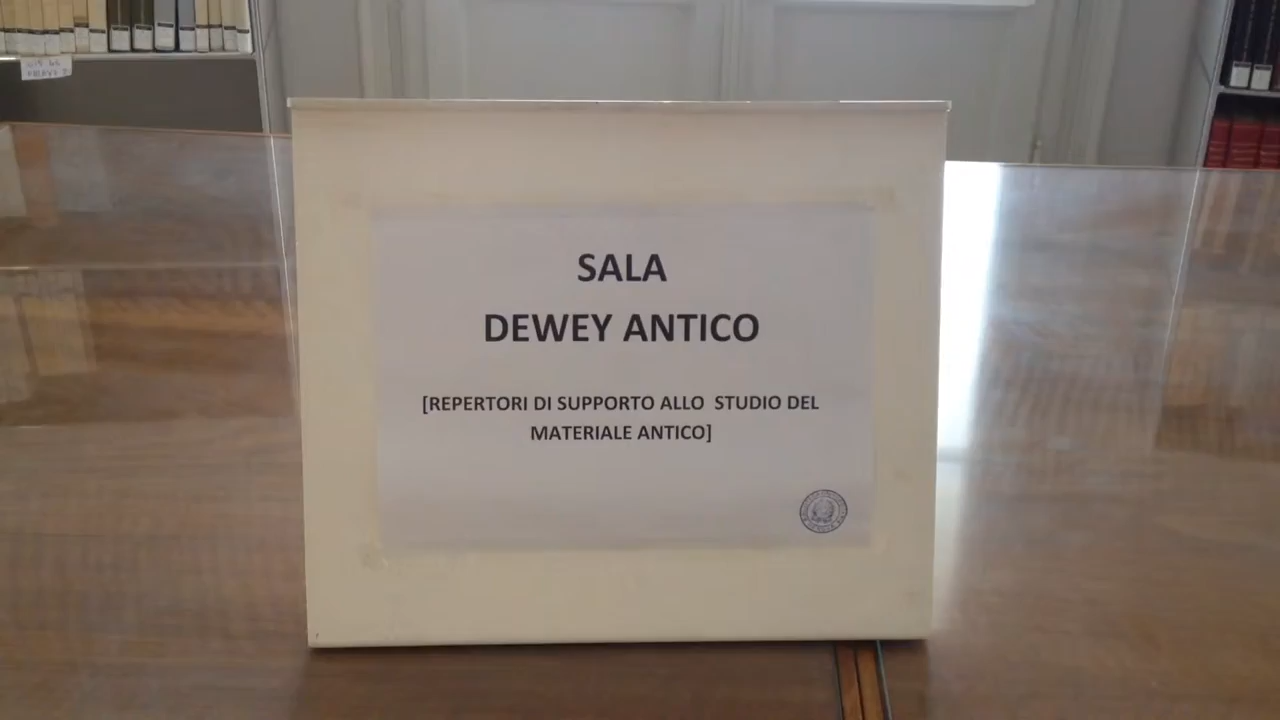 SALA
DEWEY ANTICO
[REPERTORI DI SUPPORTO ALLO  STUDIO DEL
MATERIALE ANTICO]